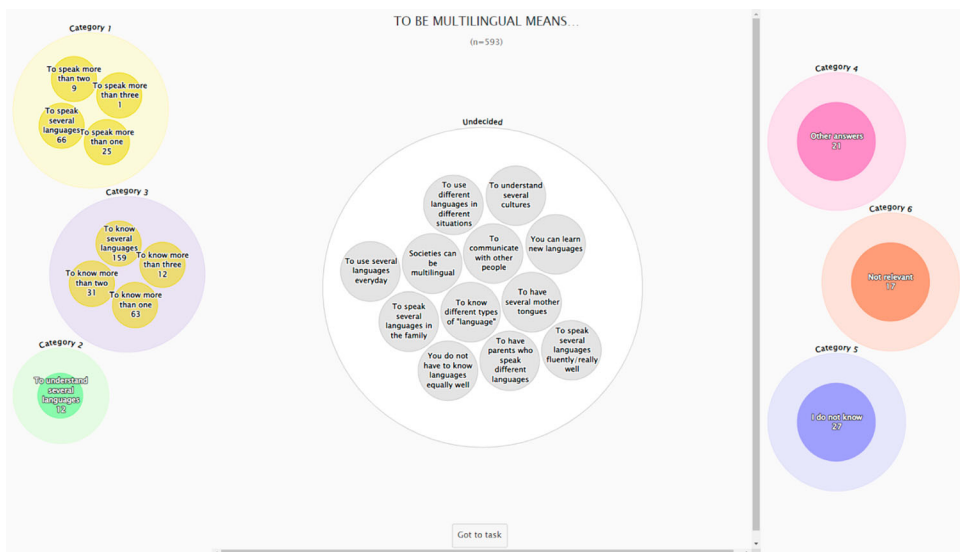 TO BE MULTILINGUAL MEANS...
(n=593)
Category 1
To speak more
than two
9
To speak more
than three
1
To speak
several
languages
66
To speak more
than one
25
Category 3
To know
several
languages
159
To know more
than three
12
To know more
than two
31
To know more
than one
63
Category 2
To understand
several
languages
12
Undecided
To use
different
languages in
different
situations
To understand
several
cultures
To use several
languages
everyday
Societies can
be
multilingual
To
communicate
with other
people
You can learn
new languages
To speak
several
languages in
the family
To know
different types
of "language"
To have
several mother
tongues
You do not
have to know
languages
equally well
To have
parents who
speak
different
languages
To speak
several
languages
fluently/really
well
Got to task
Category 4
Other answers
21
Category 6
Not relevant
17
Category 5
I do not know
27